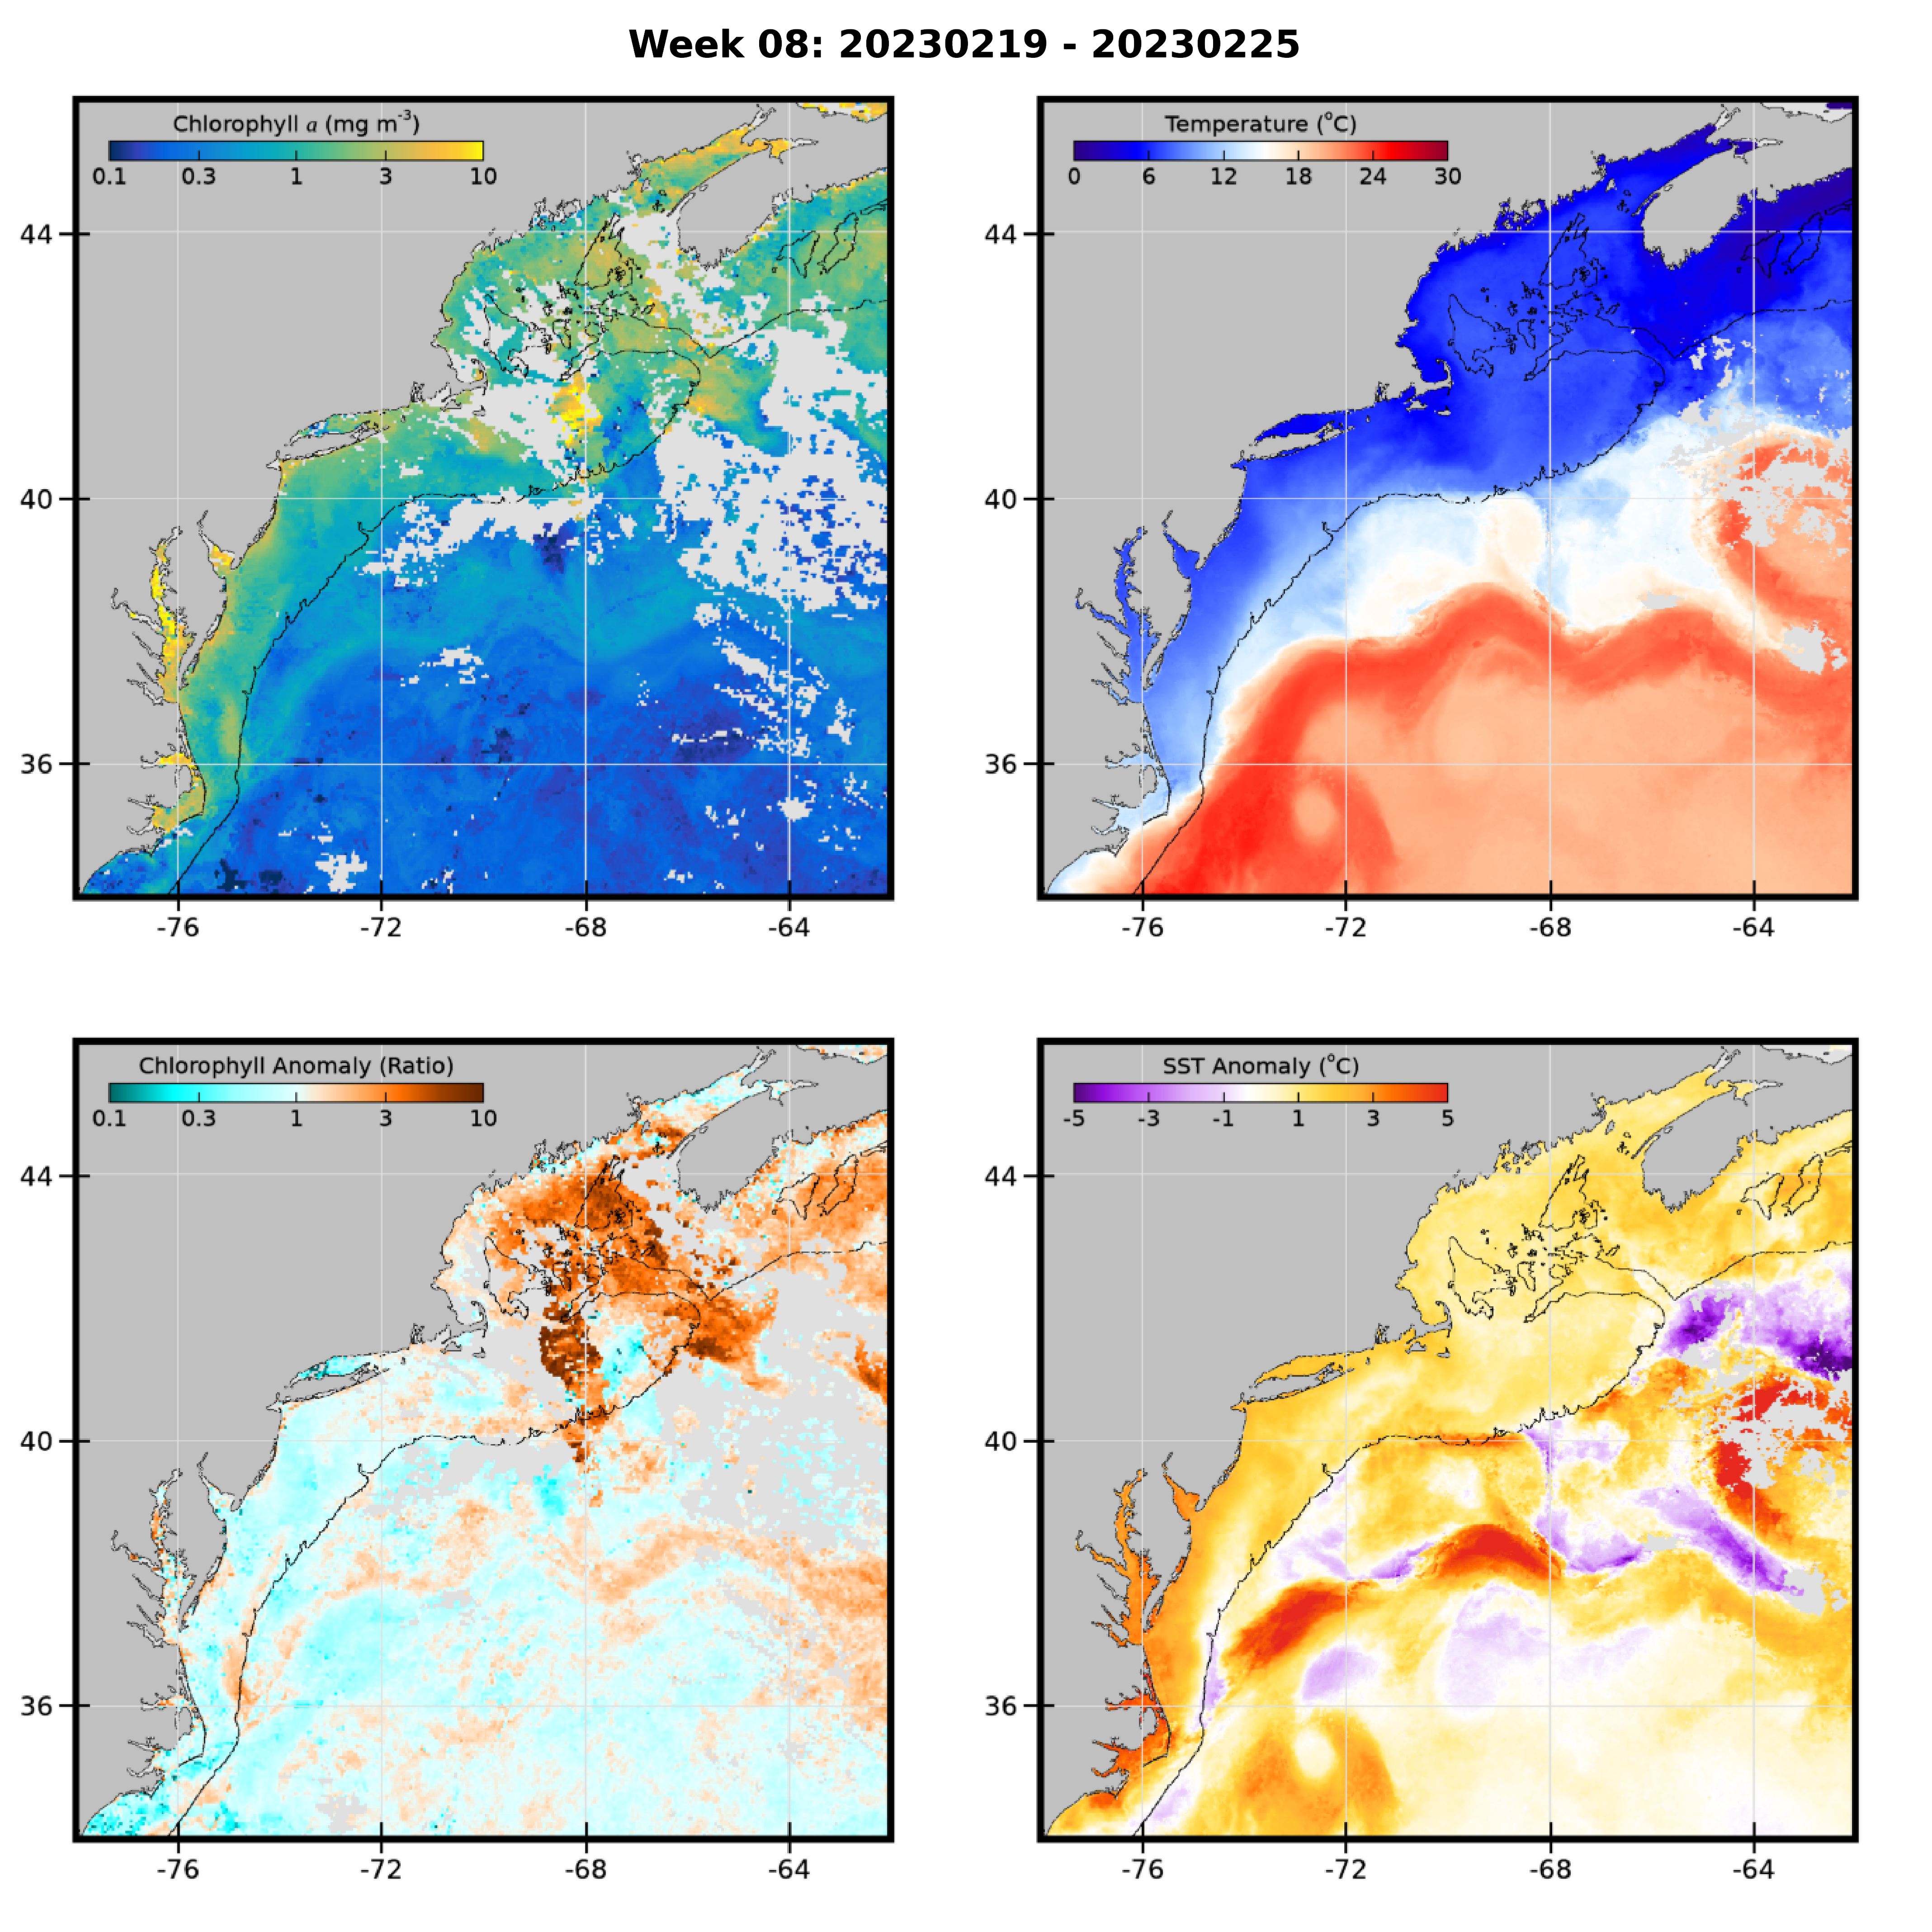 Week 08: 20230219 - 20230225
Chlorophyll a (mg m-3)
0.1 0.3 1 3 10
44
40
36
-76 -72 -68 -64
Temperature (oC)
0 6 12 18 24 30
44
40
36
-76 -72 -68 -64
Chlorophyll Anomaly (Ratio)
0.1 0.3 1 3 10
44
40
36
-76 -72 -68 -64
SST Anomaly (oC)
-5 -3 -1 1 3 5
44
40
36
-76 -72 -68 -64